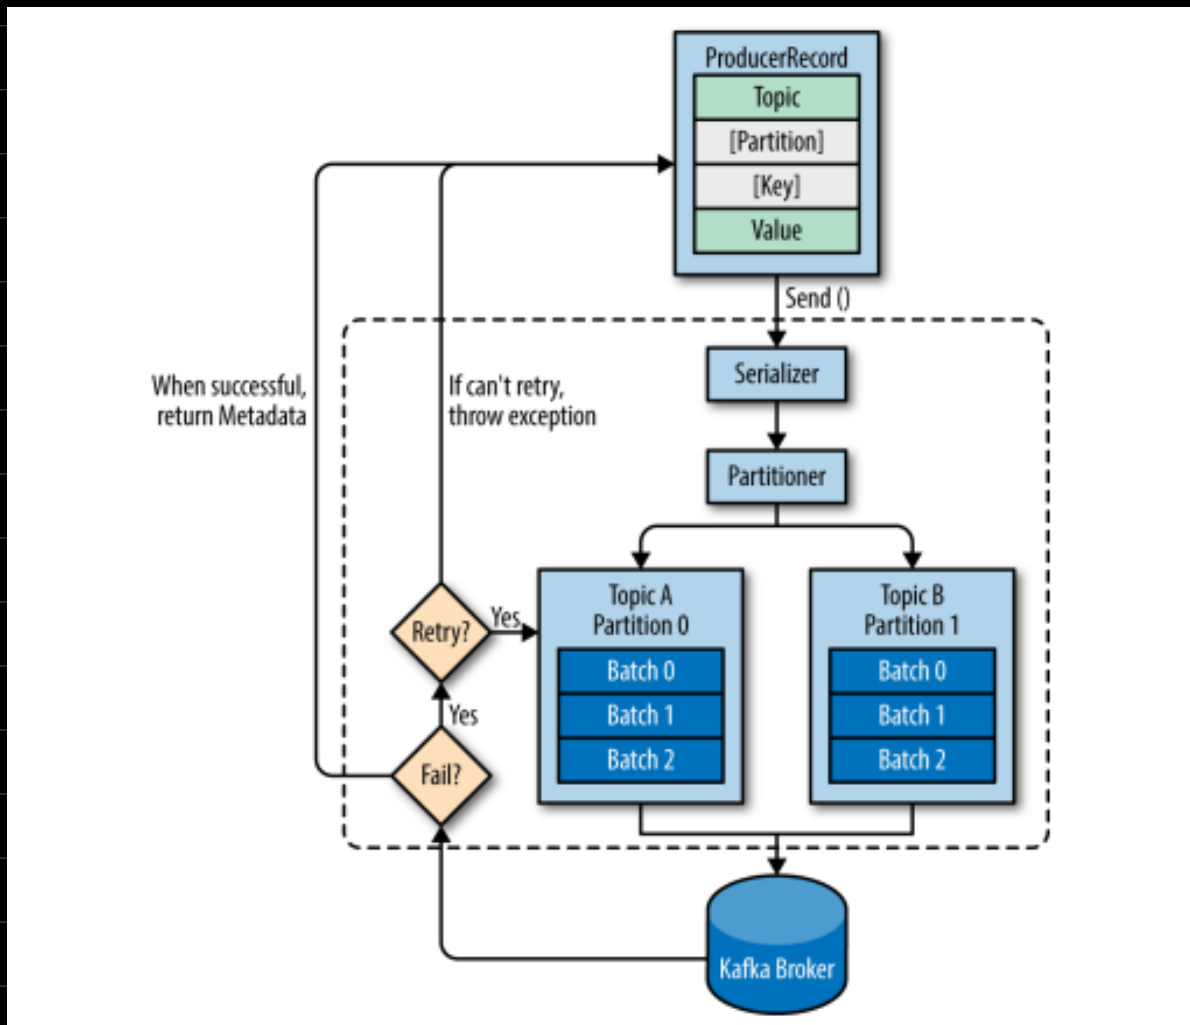 ProducerRecord
Topic
[Partition]
[Key]
Value
Send ()
Serializer
When successful,
return Metadata
If can't retry,
throw exception
Partitioner
Topic A
Partition 0
Batch 0
Batch 1
Batch 2
Topic B
Partition 1
Batch 0
Batch 1
Batch 2
Retry?
Yes
Yes
Fail?
Kafka Broker